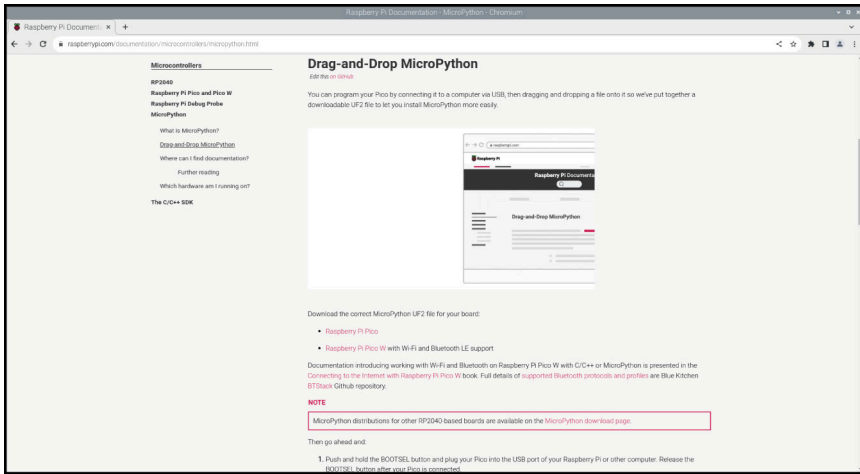 Raspberry Pi Documentation - MicroPython - Chromium
Raspberry Pi Documenta
raspberrypi.com/documentation/microcontrollers/micropython.html
Microcontrollers
RP2040
Raspberry Pi Pico and Pico W
Raspberry Pi Debug Probe
MicroPython
What is MicroPython?
Drag-and-Drop MicroPython
Where can I find documentation?
Further reading
Which hardware am I running on?
The C/C++ SDK
Drag-and-Drop MicroPython
Edit this on GitHub
You can program your Pico by connecting it to a computer via USB, then dragging and dropping a file onto it so we've put together a
downloadable UF2 file to let you install MicroPython more easily.
raspberrypi.com
Raspberry Pi
Raspberry Pi Documenta
Drag-and-Drop MicroPython
Download the correct MicroPython UF2 file for your board:
• Raspberry Pi Pico
• Raspberry Pi Pico W with Wi-Fi and Bluetooth LE support
Documentation introducing working with Wi-Fi and Bluetooth on Raspberry Pi Pico W with C/C++ or MicroPython is presented in the
Connecting to the Internet with Raspberry Pi Pico W book. Full details of supported Bluetooth protocols and profiles are Blue Kitchen
BTStack Github repository.
NOTE
MicroPython distributions for other RP2040-based boards are available on the MicroPython download page.
Then go ahead and:
1. Push and hold the BOOTSEL button and plug your Pico into the USB port of your Raspberry Pi or other computer. Release the
BOOTSEL button after your Pico is connected.